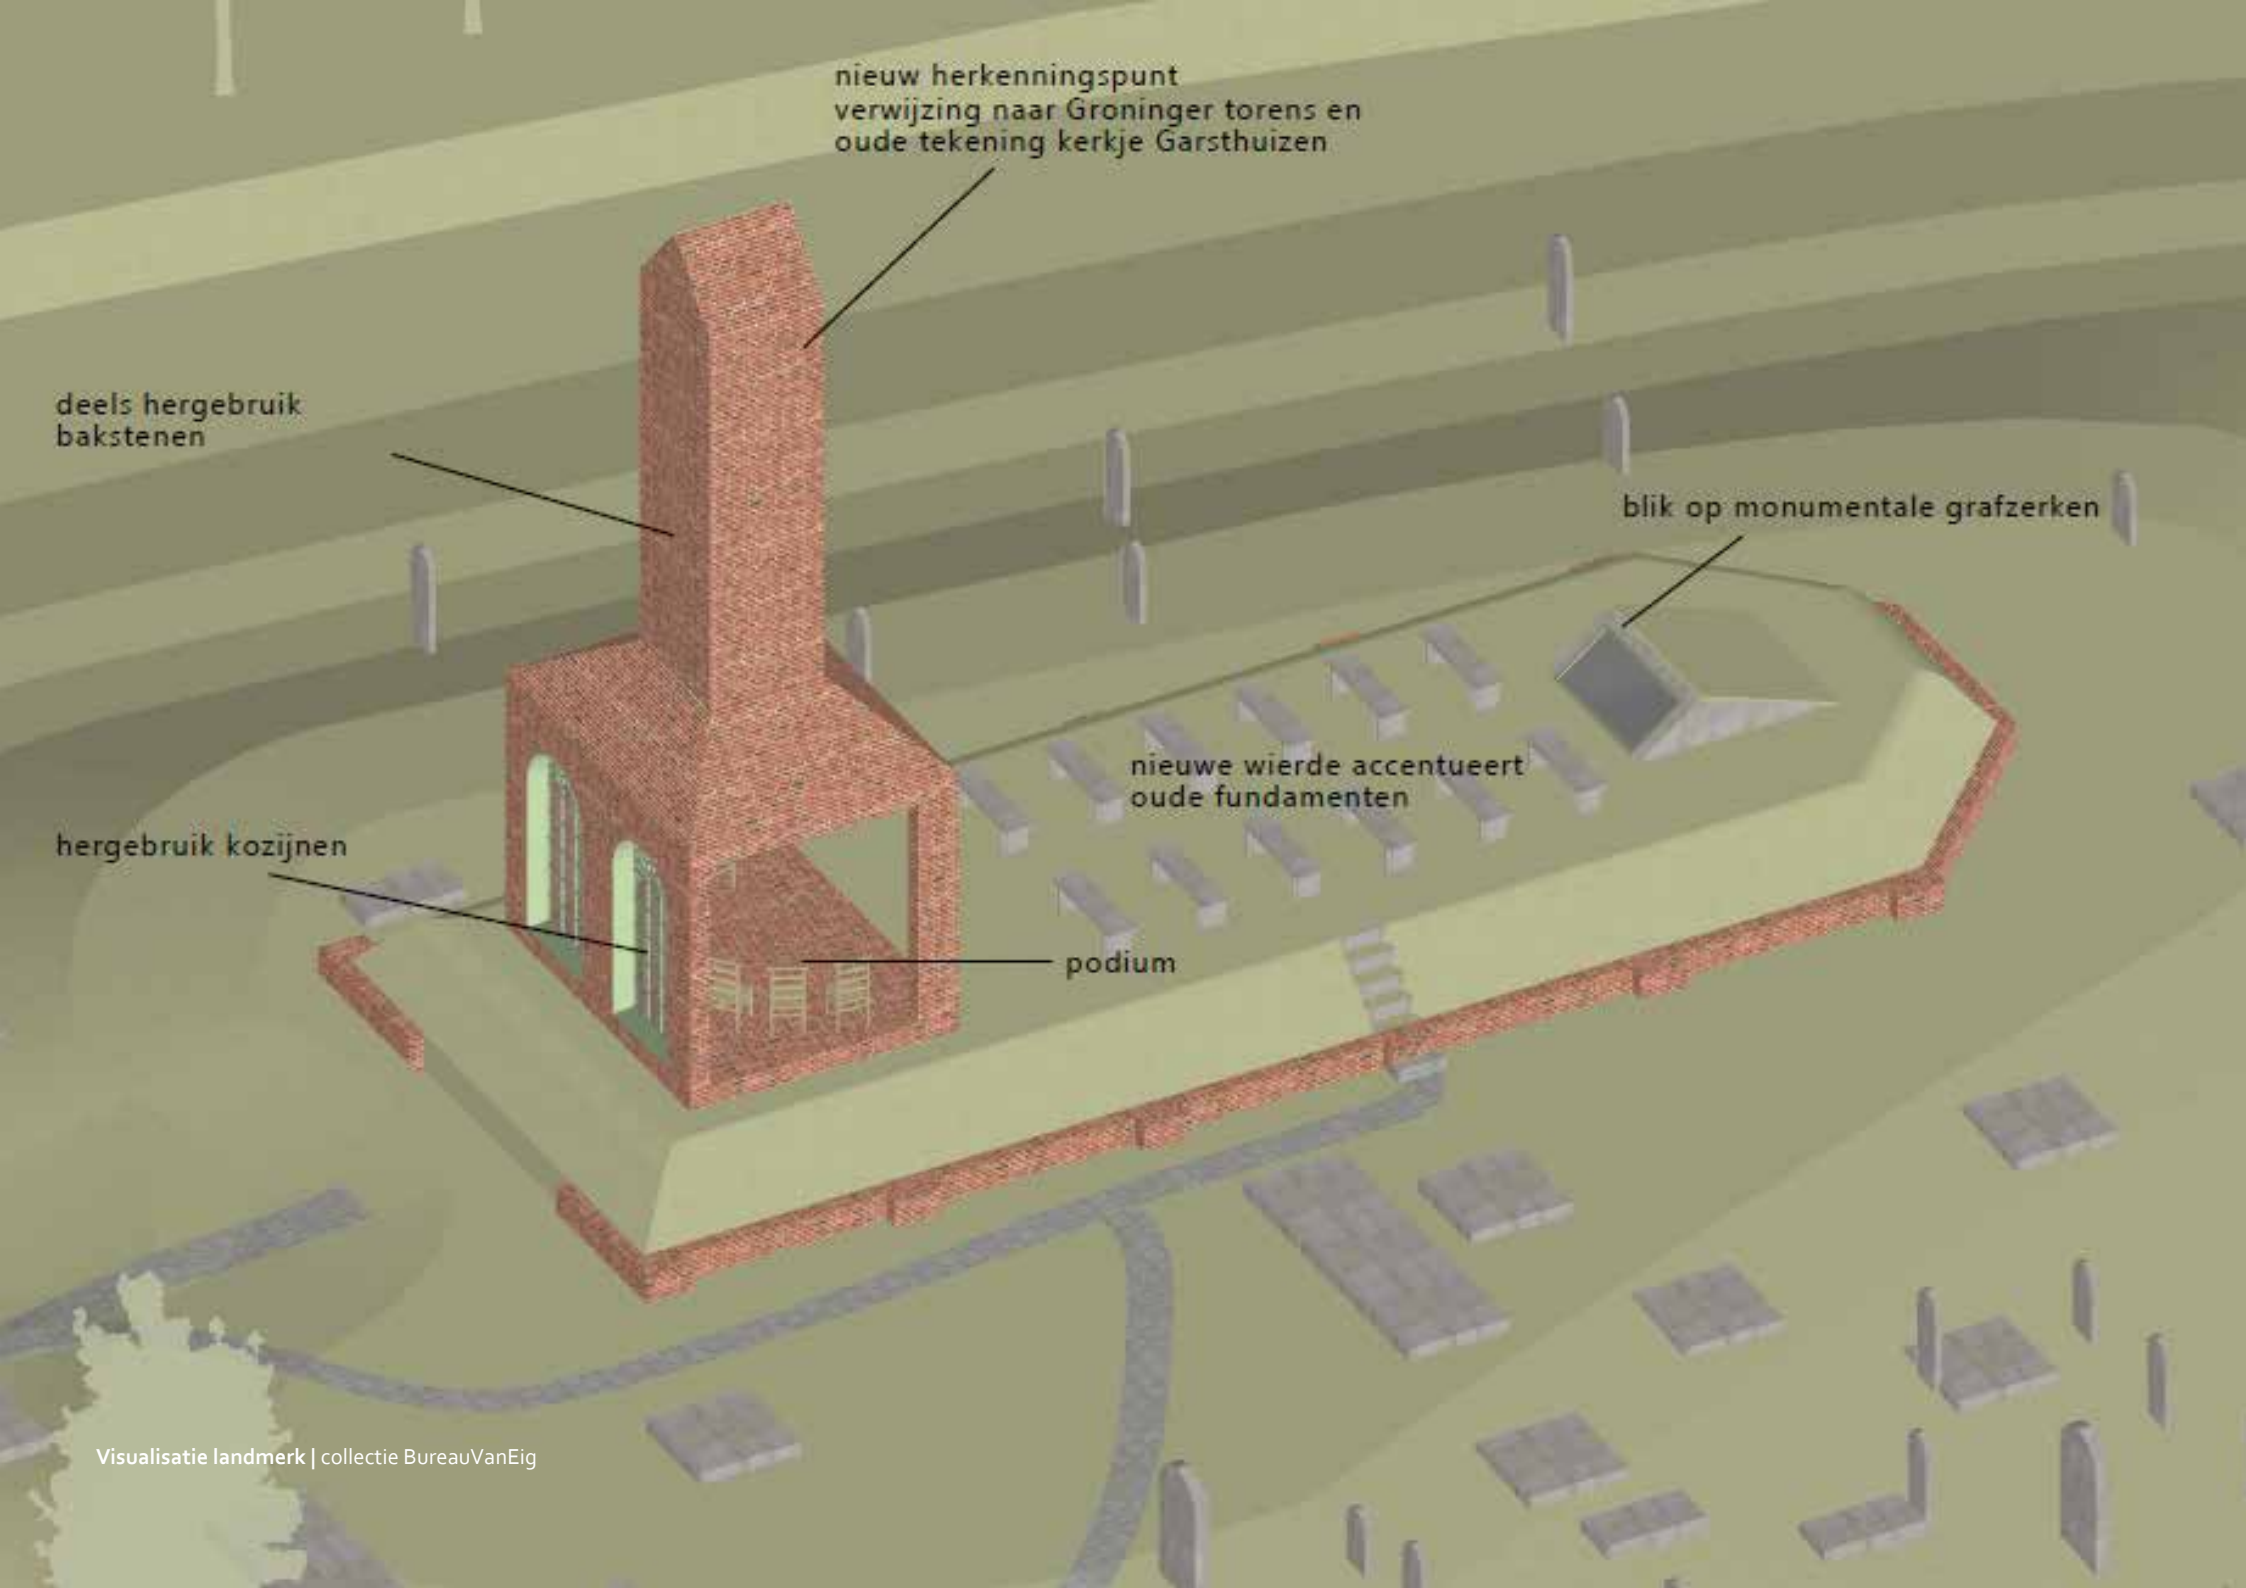 nieuw herkenningspunt
verwijzing naar Groninger torens en
oude tekening kerkje Garsthuizen
deels hergebruik
bakstenen
blik op monumentale grafzerken
nieuwe wierde accentueert
oude fundamenten
hergebruik kozijnen
podium
Visualisatie landmerk | collectie BureauVanEig